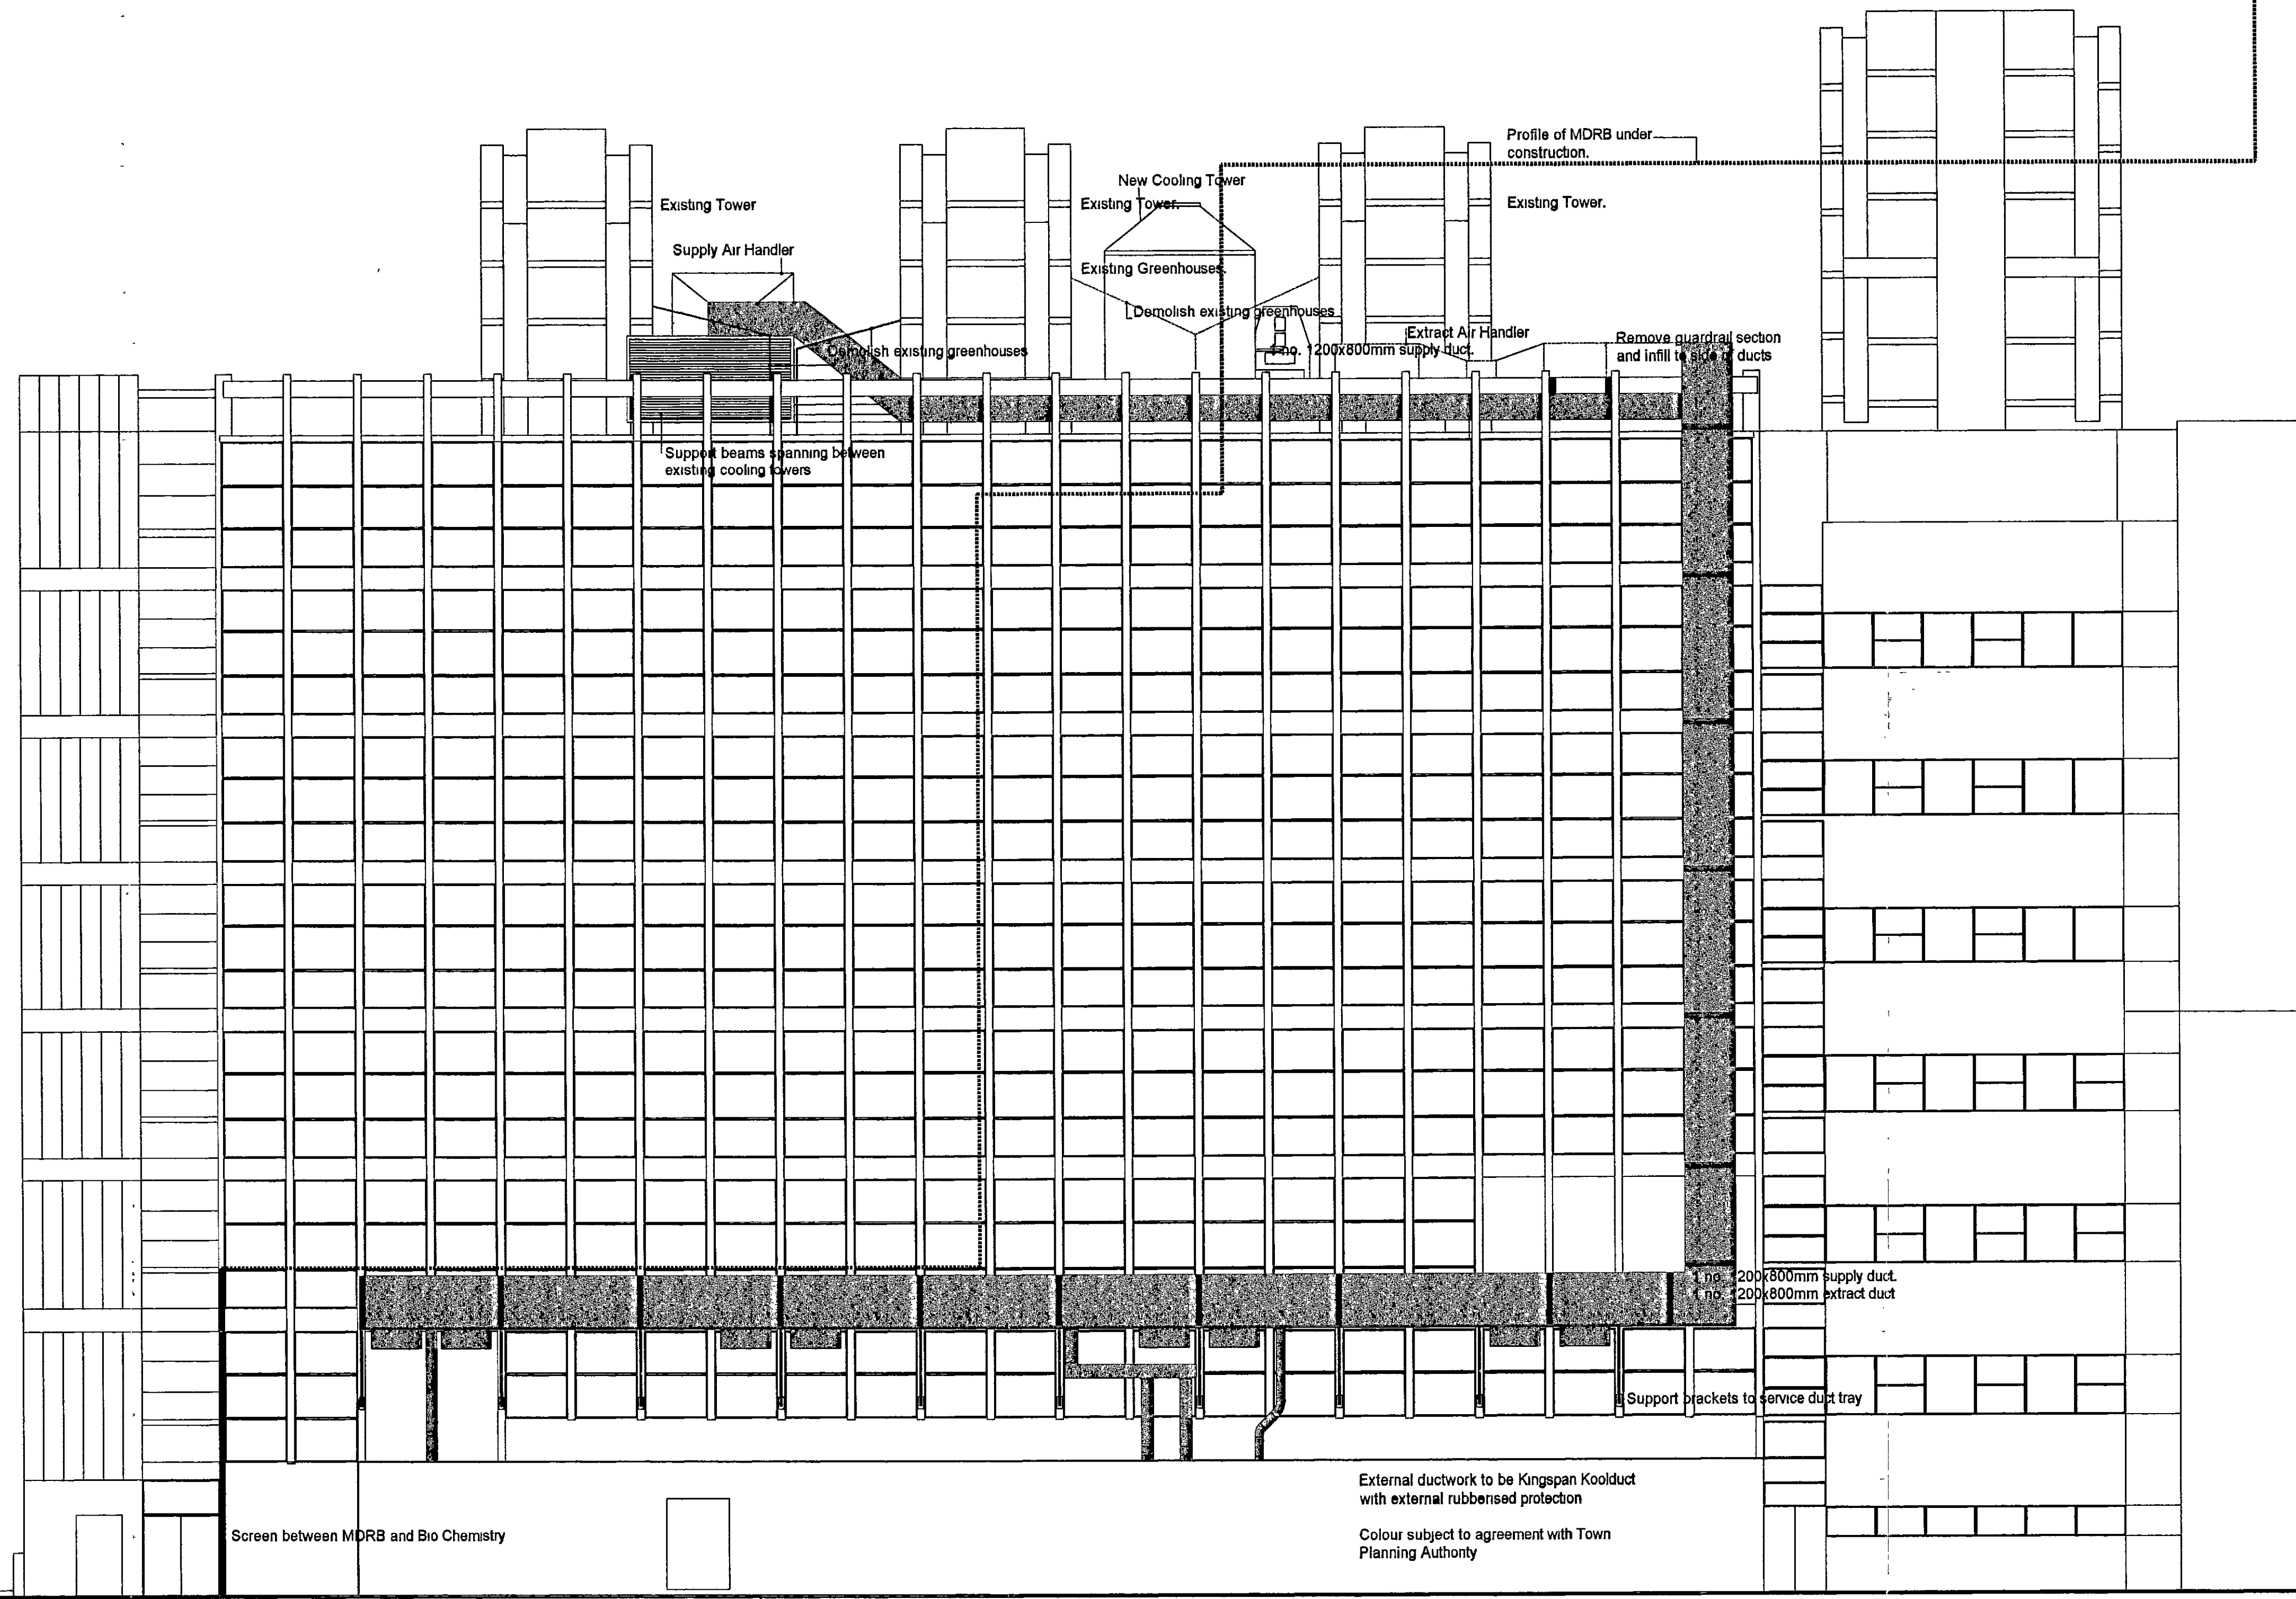 Profile of MDRB under
construction.
New Cooling Tower
Existing Tower
Existing Tower.
Existing Tower.
Supply Air Handler
Existing Greenhouses.
Demolish existing greenhouses
Extract Air Handler
Remove guardrail section
and infill to side of ducts
Demolish existing greenhouses
1 no. 1200x800mm supply duct.
Support beams spanning between
existing cooling towers
1 no. 1200x800mm supply duct.
1 no. 1200x800mm extract duct
Support brackets to service duct tray
External ductwork to be Kingspan Koolduct
with external rubberised protection
Screen between MDRB and Bio Chemistry
Colour subject to agreement with Town
Planning Authority